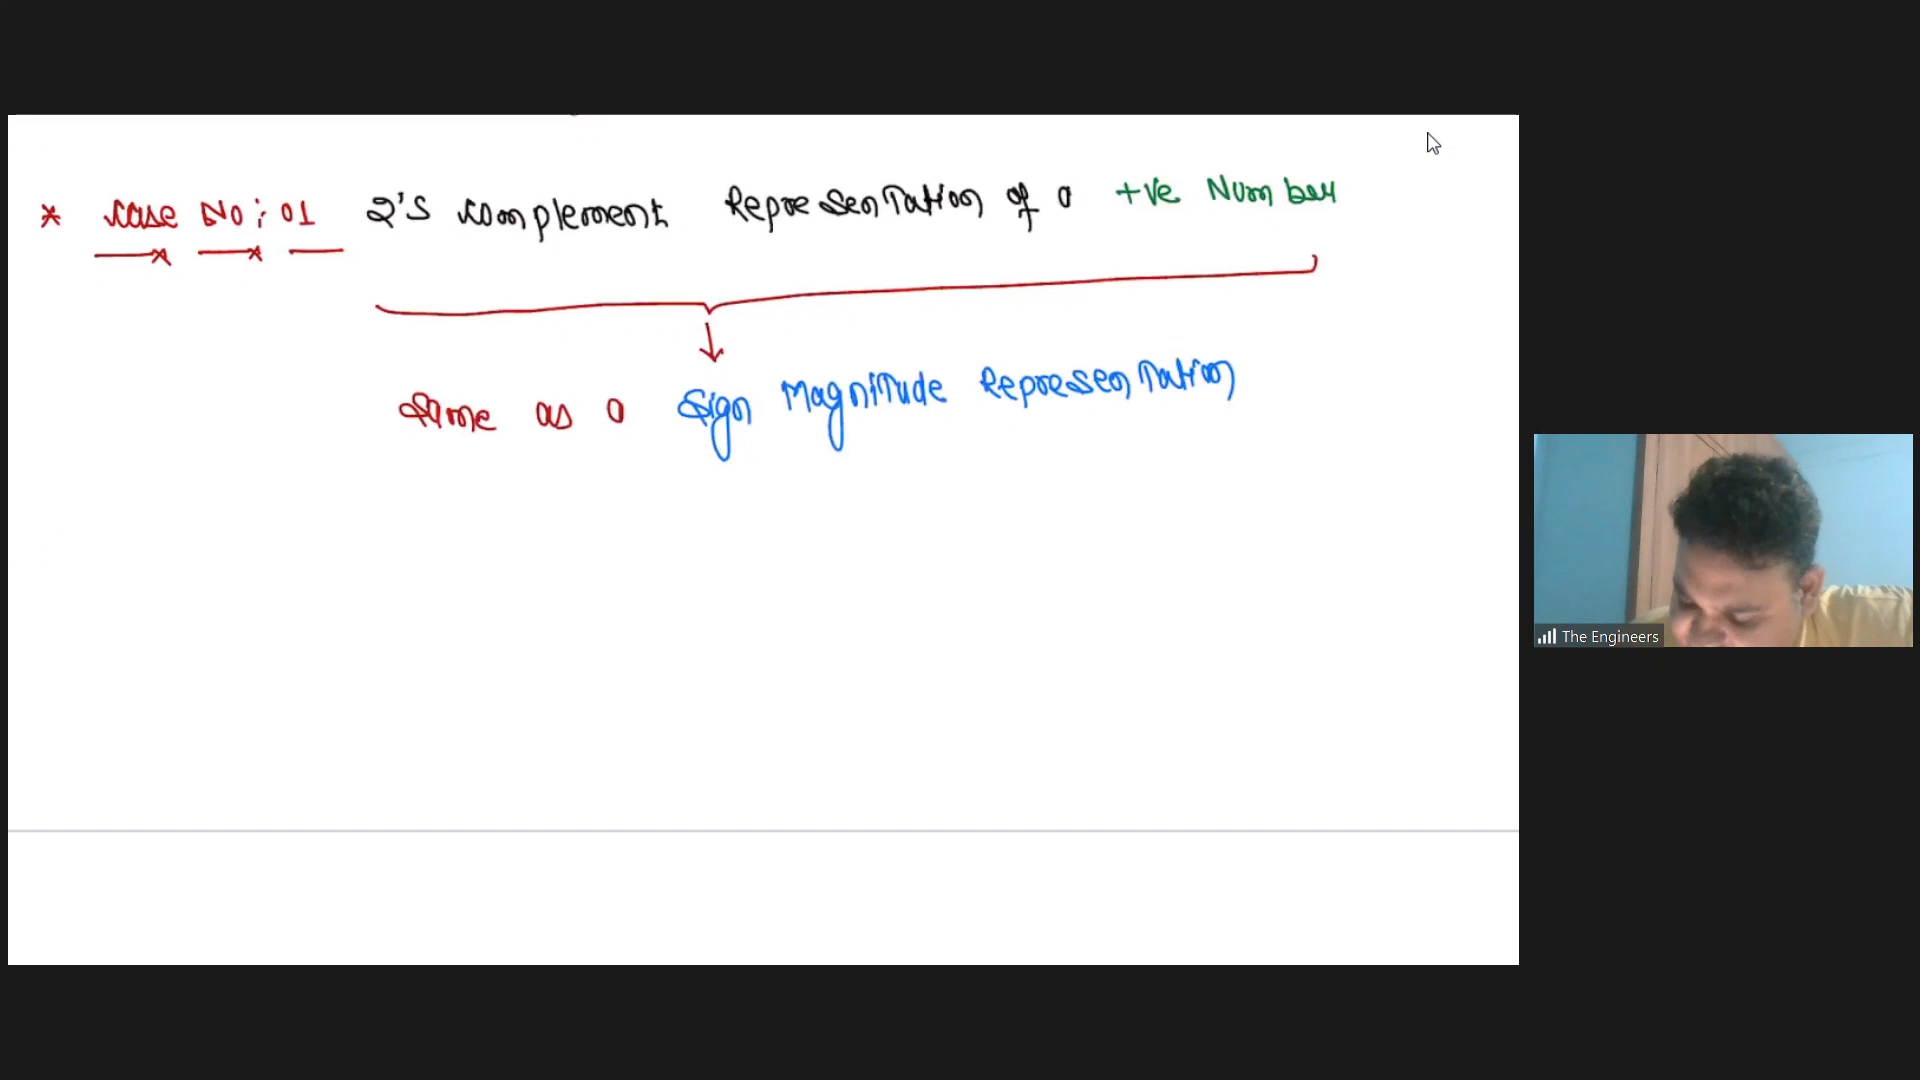 * Case No: 01 2's complement Representation of a +ve Number
Same as a Sign Magnitude Representation
The Engineers